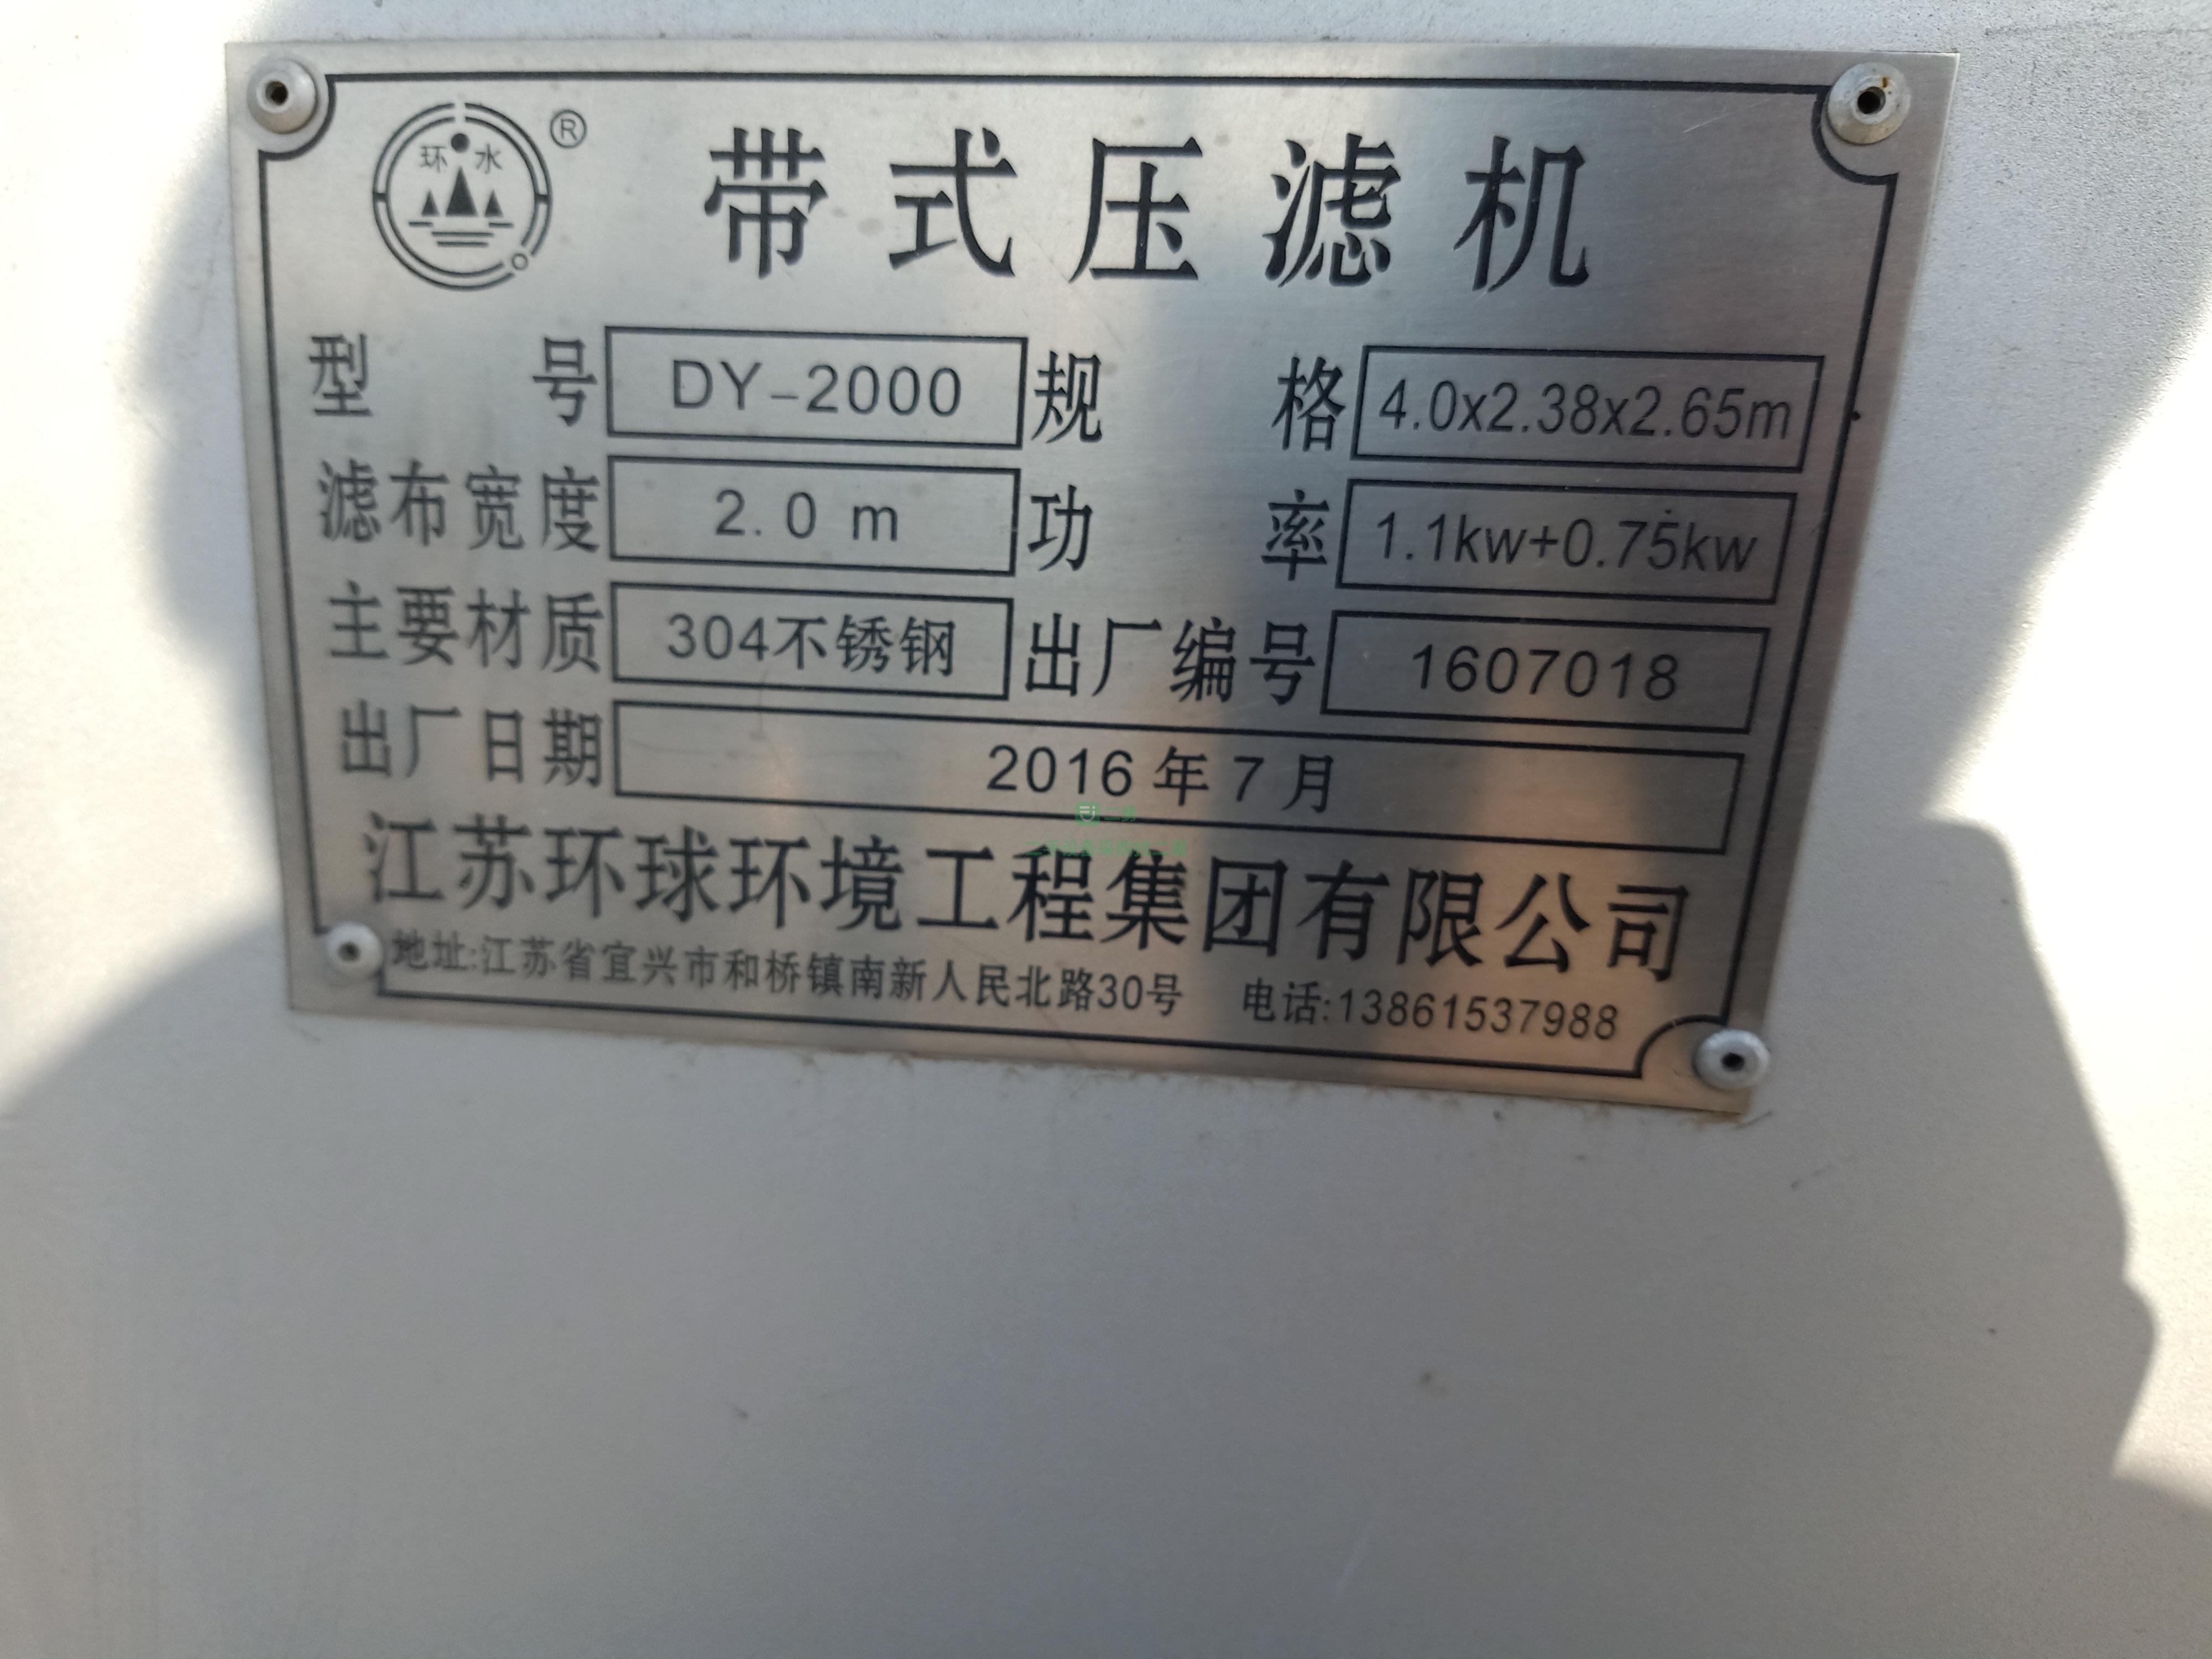 环水 ®
带式压滤机
型号 DY-2000 规格 4.0x2.38x2.65m
滤布宽度 2.0 m 功率 1.1kw+0.75kw
主要材质 304不锈钢 出厂编号 1607018
出厂日期 2016年7月
江苏环球环境工程集团有限公司
地址:江苏省宜兴市和桥镇南新人民北路30号 电话:13861537988